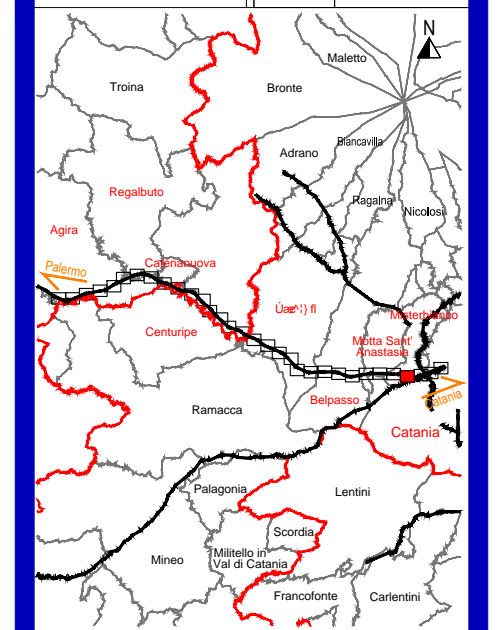 N
Maletto
Troina
Bronte
Biancavilla
Adrano
Regalbuto
Ragalna
Nicolosi
Agira
Catenanuova
Palermo
Misterbianco
Centuripe
Motta Sant'
Anastasia
Belpasso
Catania
Ramacca
Catania
Palagonia
Lentini
Scordia
Mineo
Militello in
Val di Catania
Francofonte
Carlentini